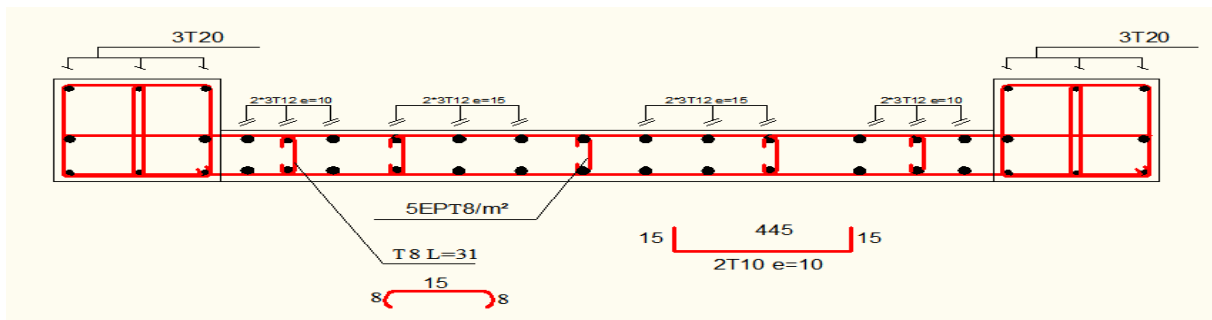 3T20
3T20
2*3T12 e=10
2*3T12 e=15
2*3T12 e=15
2*3T12 e=10
5EPT8/m²
T8 L=31
15
8
8
15
445
15
2T10 e=10